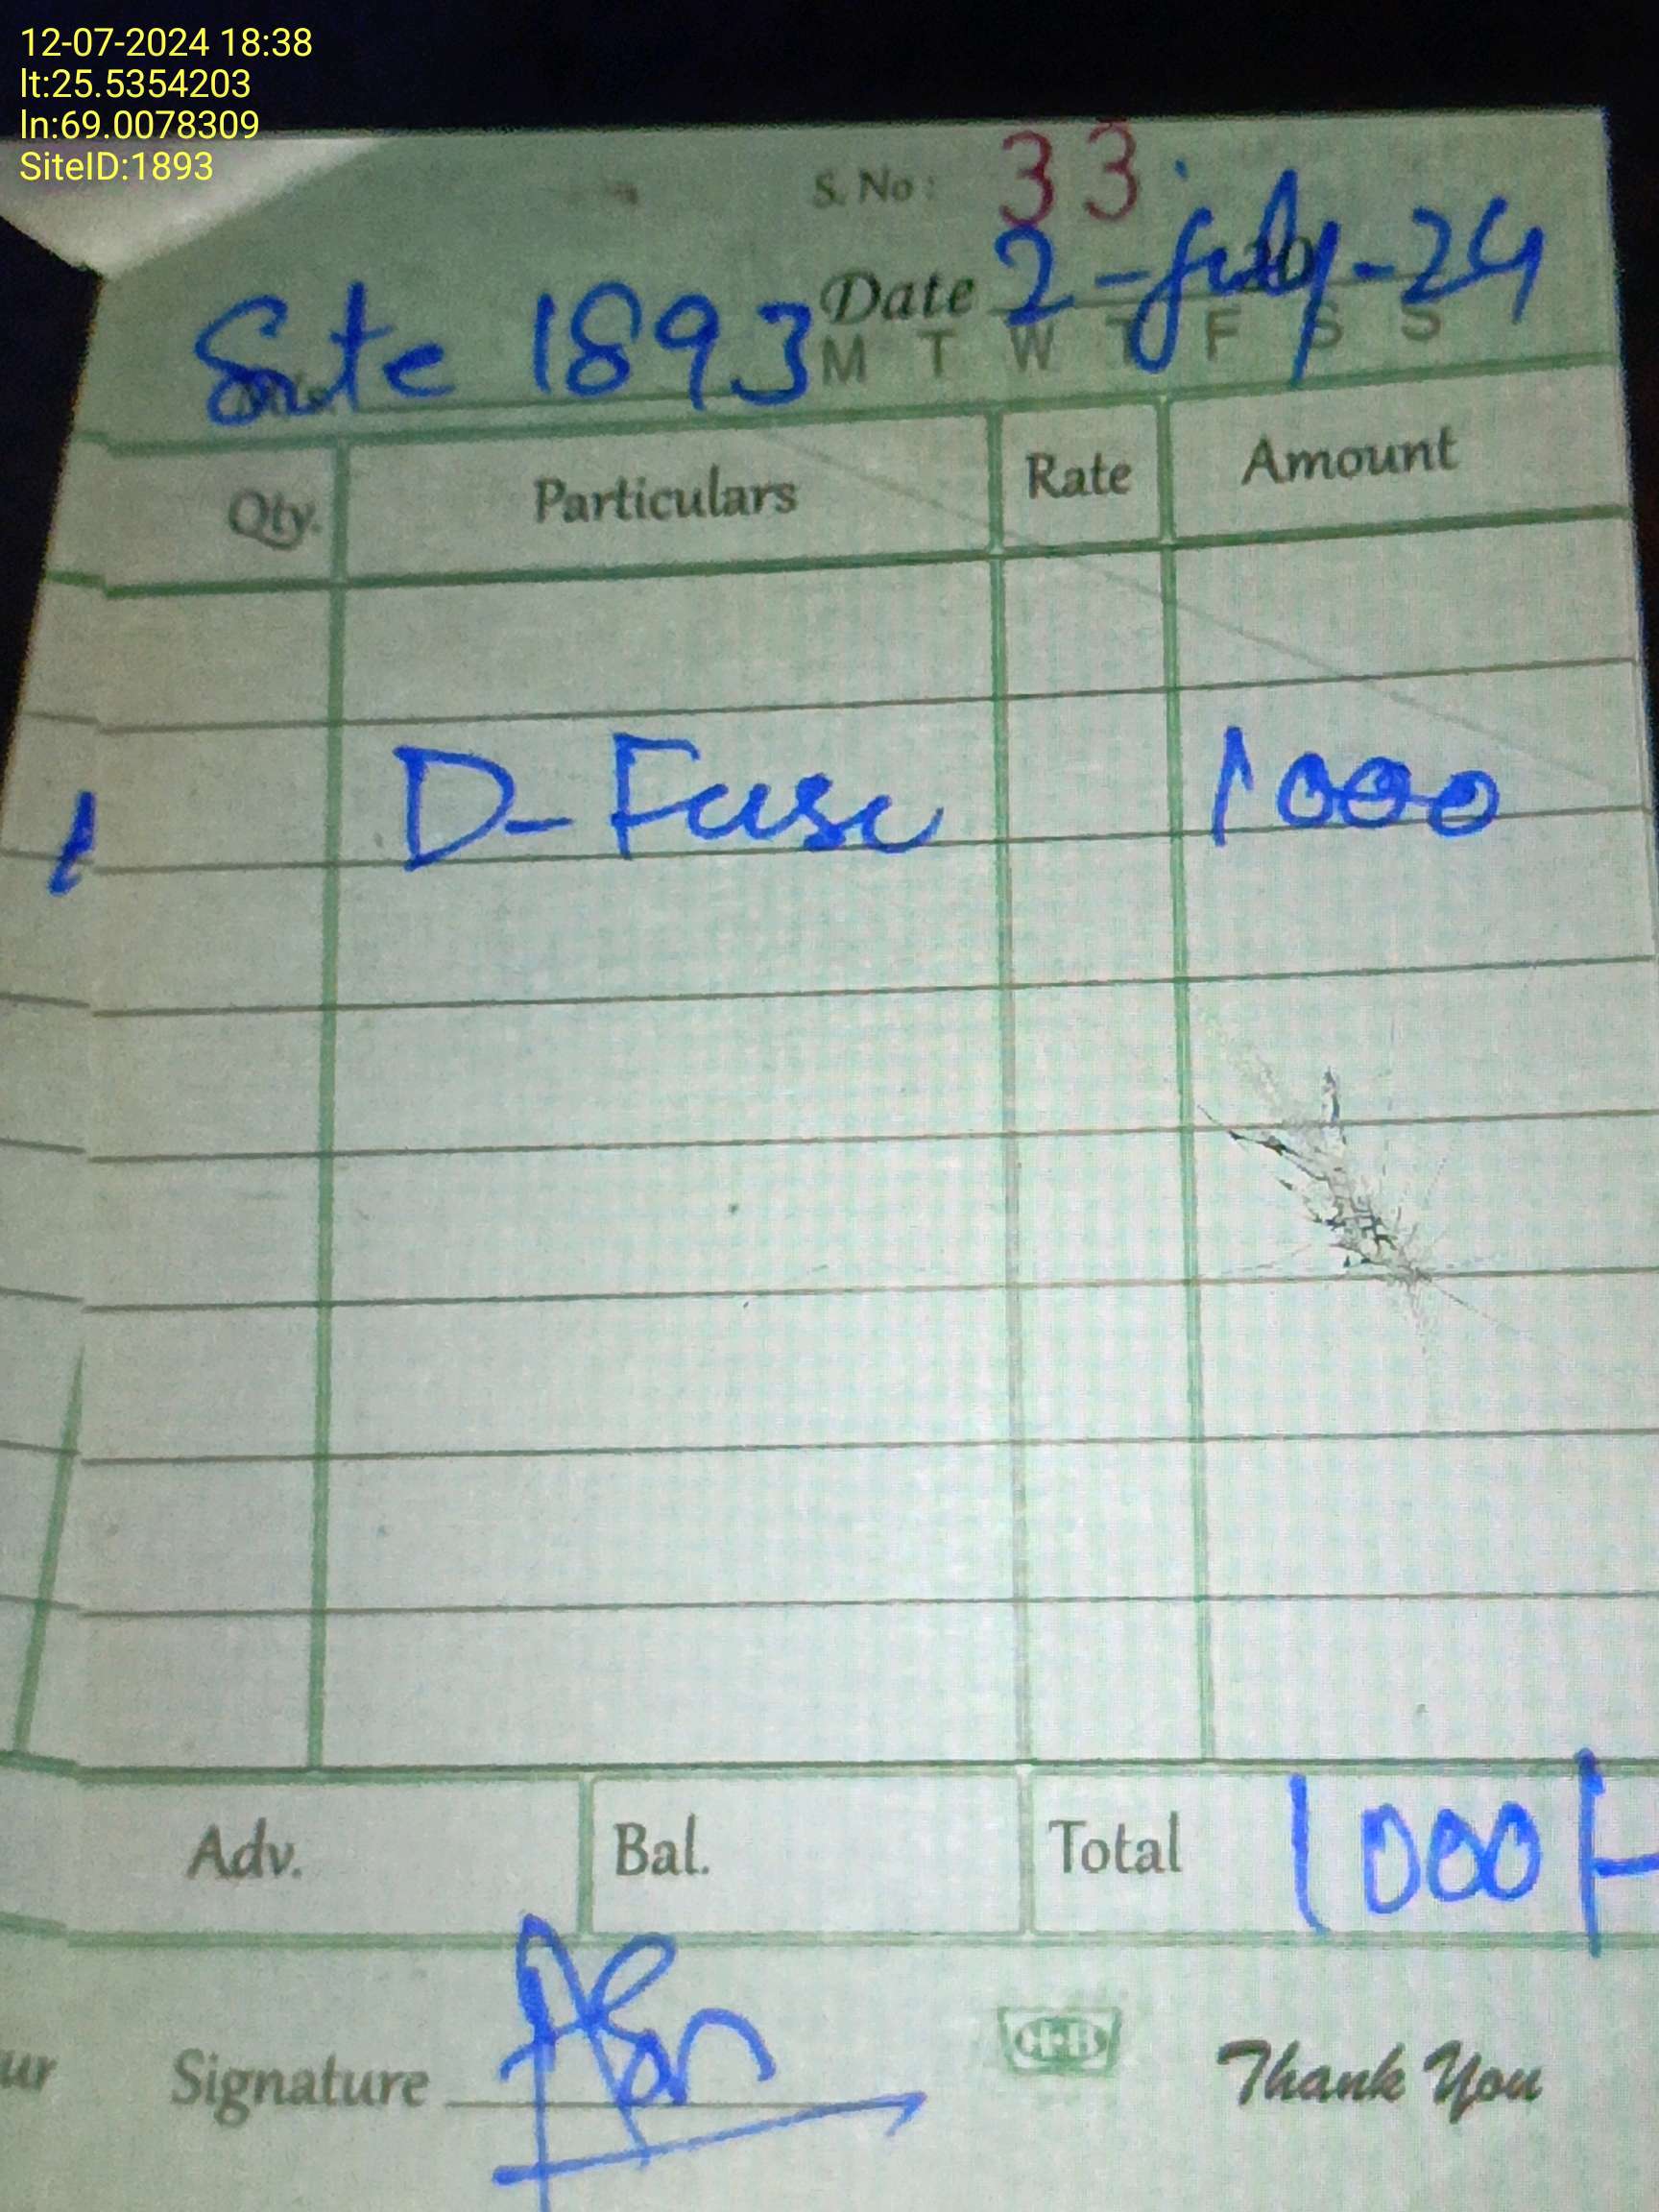 12-07-2024 18:38
lt:25.5354203
ln:69.0078309
SiteID:1893
S. No: 33
Date 2-July-24
Site 1893
M T W T F S S
Qty. Particulars Rate Amount
1 D-Fuse 1000
Adv. Bal. Total 1000/-
ur Signature
H·R Thank You